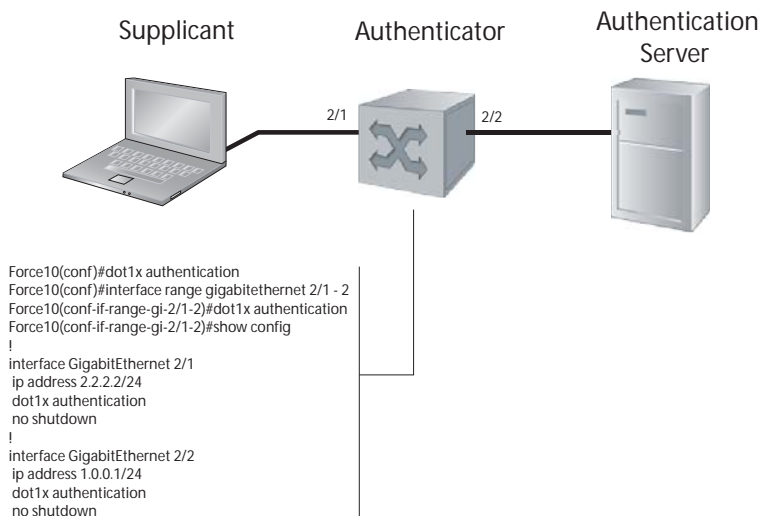 Supplicant
Authenticator
Authentication
Server
2/1
2/2
Force10(conf)#dot1x authentication
Force10(conf)#interface range gigabitethernet 2/1 - 2
Force10(conf-if-range-gi-2/1-2)#dot1x authentication
Force10(conf-if-range-gi-2/1-2)#show config
!
interface GigabitEthernet 2/1
ip address 2.2.2.2/24
dot1x authentication
no shutdown
!
interface GigabitEthernet 2/2
ip address 1.0.0.1/24
dot1x authentication
no shutdown